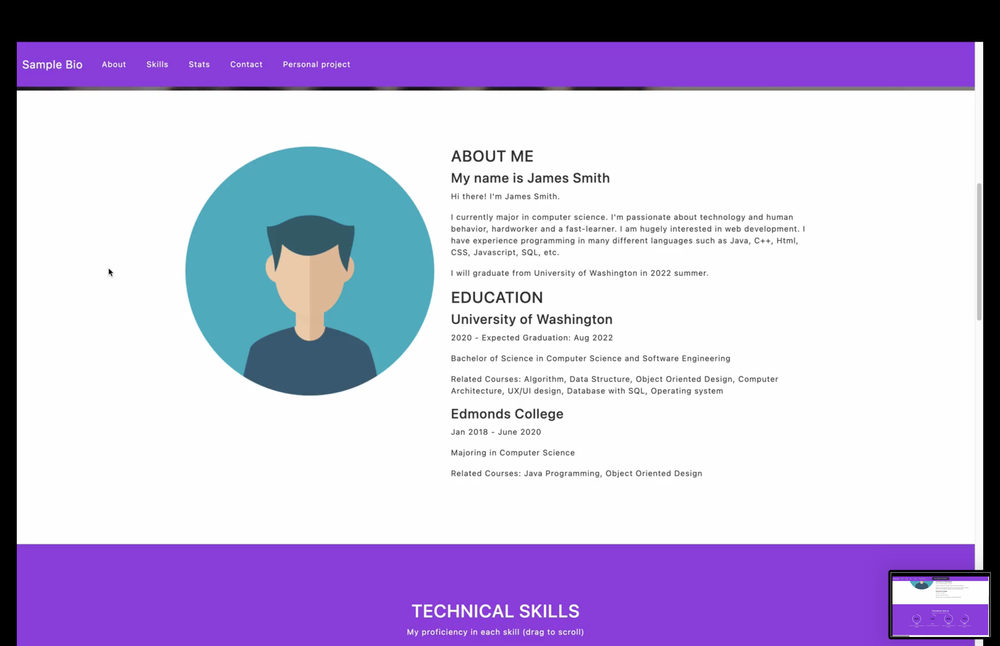 Sample Bio About Skills Stats Contact Personal project
ABOUT ME
My name is James Smith
Hi there! I'm James Smith.
I currently major in computer science. I'm passionate about technology and human
behavior, hardworker and a fast-learner. I am hugely interested in web development. I
have experience programming in many different languages such as Java, C++, Html,
CSS, Javascript, SQL, etc.
I will graduate from University of Washington in 2022 summer.
EDUCATION
University of Washington
2020 - Expected Graduation: Aug 2022
Bachelor of Science in Computer Science and Software Engineering
Related Courses: Algorithm, Data Structure, Object Oriented Design, Computer
Architecture, UX/UI design, Database with SQL, Operating system
Edmonds College
Jan 2018 - June 2020
Majoring in Computer Science
Related Courses: Java Programming, Object Oriented Design
TECHNICAL SKILLS
My proficiency in each skill (drag to scroll)